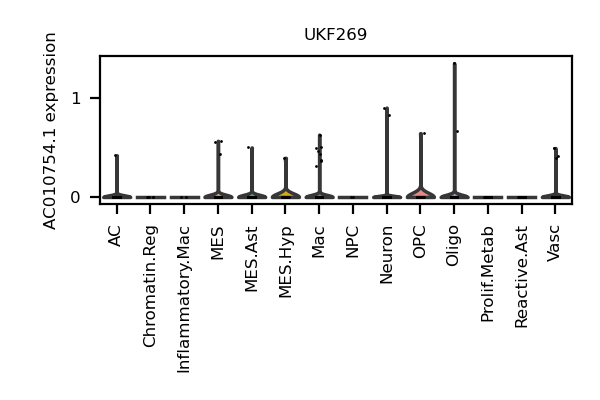 UKF269
AC010754.1 expression
1
0
AC
Chromatin.Reg
Inflammatory.Mac
MES
MES.Ast
MES.Hyp
Mac
NPC
Neuron
OPC
Oligo
Prolif.Metab
Reactive.Ast
Vasc